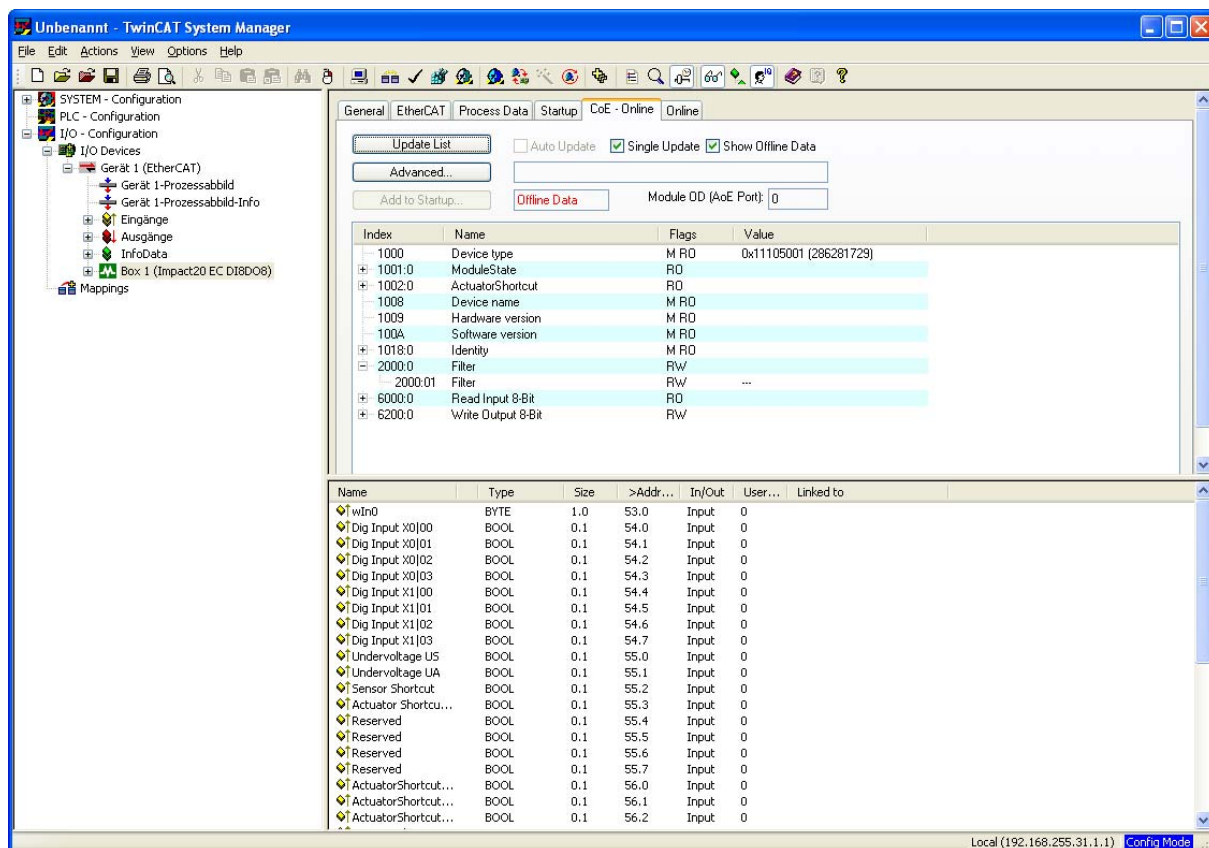 Unbenannt - TwinCAT System Manager
File Edit Actions View Options Help
SYSTEM - Configuration
PLC - Configuration
I/O - Configuration
I/O Devices
Gerät 1 (EtherCAT)
Gerät 1-Prozessabbild
Gerät 1-Prozessabbild-Info
Eingänge
Ausgänge
InfoData
Box 1 (Impact20 EC DI8DO8)
Mappings
General EtherCAT Process Data Startup CoE - Online Online
Update List Auto Update Single Update Show Offline Data
Advanced...
Add to Startup... Offline Data Module OD (AoE Port): 0
Index Name Flags Value
1000 Device type M RO 0x11105001 (286281729)
1001:0 ModuleState RO
1002:0 ActuatorShortcut RO
1008 Device name M RO
1009 Hardware version M RO
100A Software version M RO
1018:0 Identity M RO
2000:0 Filter RW
2000:01 Filter RW ---
6000:0 Read Input 8-Bit RO
6200:0 Write Output 8-Bit RW
Name Type Size >Addr... In/Out User... Linked to
wIn0 BYTE 1.0 53.0 Input 0
Dig Input X0|00 BOOL 0.1 54.0 Input 0
Dig Input X0|01 BOOL 0.1 54.1 Input 0
Dig Input X0|02 BOOL 0.1 54.2 Input 0
Dig Input X0|03 BOOL 0.1 54.3 Input 0
Dig Input X1|00 BOOL 0.1 54.4 Input 0
Dig Input X1|01 BOOL 0.1 54.5 Input 0
Dig Input X1|02 BOOL 0.1 54.6 Input 0
Dig Input X1|03 BOOL 0.1 54.7 Input 0
Undervoltage US BOOL 0.1 55.0 Input 0
Undervoltage UA BOOL 0.1 55.1 Input 0
Sensor Shortcut BOOL 0.1 55.2 Input 0
Actuator Shortcu... BOOL 0.1 55.3 Input 0
Reserved BOOL 0.1 55.4 Input 0
Reserved BOOL 0.1 55.5 Input 0
Reserved BOOL 0.1 55.6 Input 0
Reserved BOOL 0.1 55.7 Input 0
ActuatorShortcut... BOOL 0.1 56.0 Input 0
ActuatorShortcut... BOOL 0.1 56.1 Input 0
ActuatorShortcut... BOOL 0.1 56.2 Input 0
Local (192.168.255.31.1.1) Config Mode